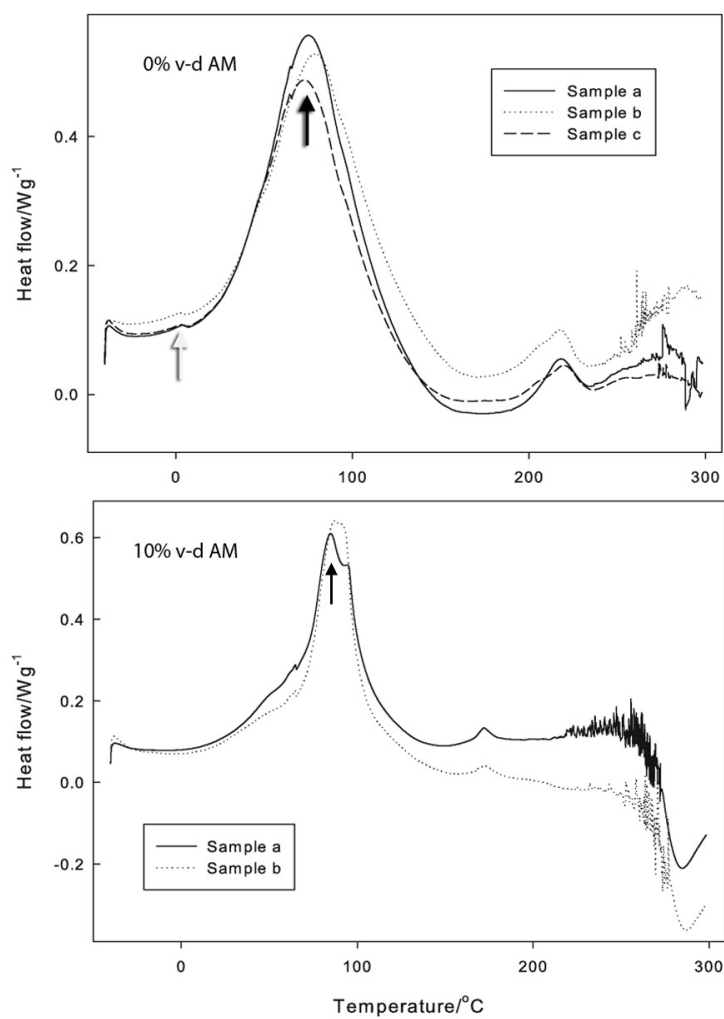 0% v-d AM
Sample a
Sample b
Sample c
Heat flow/Wg⁻¹
0.4
0.2
0.0
0 100 200 300
10% v-d AM
Heat flow/Wg⁻¹
0.6
0.4
0.2
0.0
-0.2
Sample a
Sample b
0 100 200 300
Temperature/°C